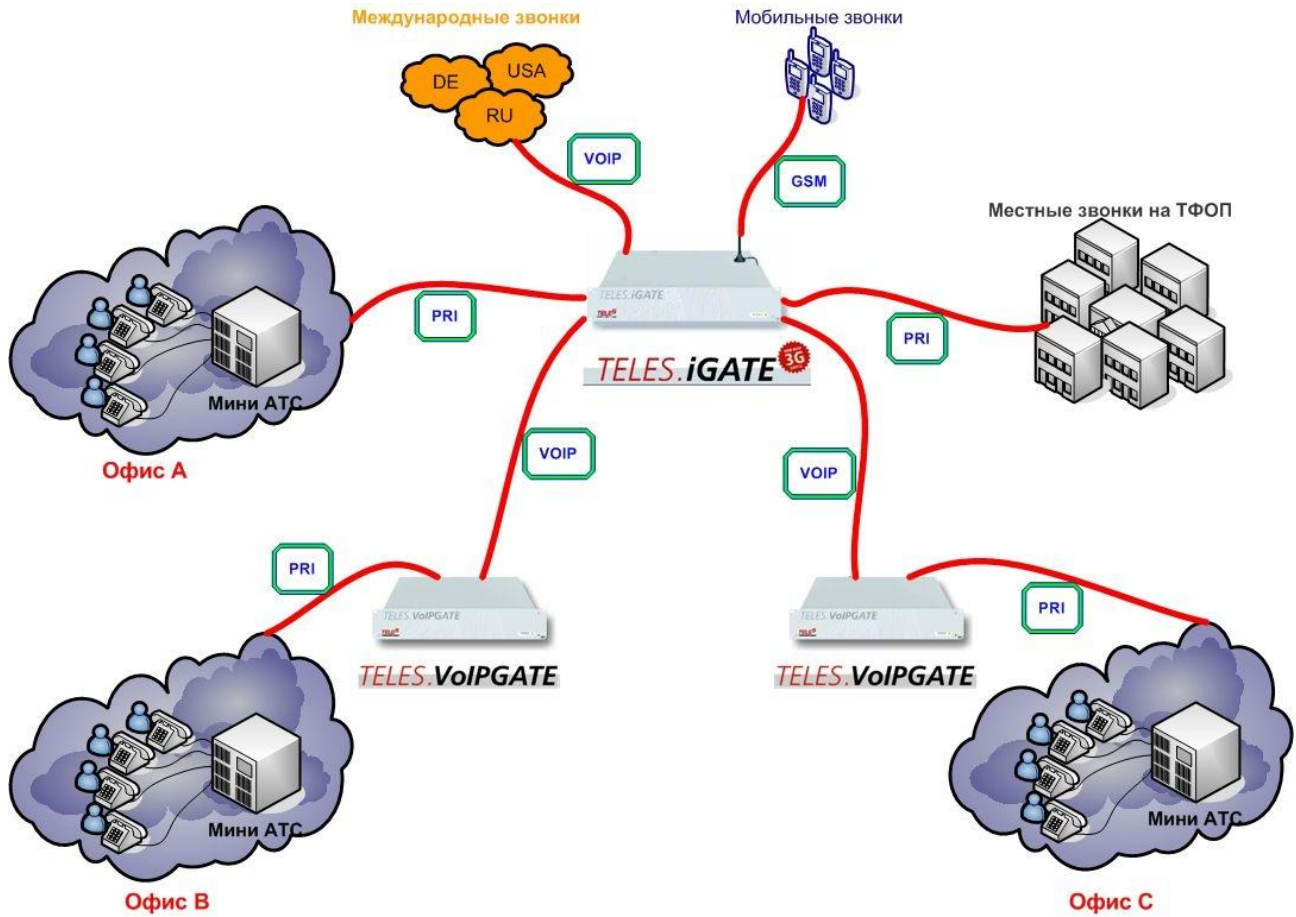 Международные звонки
Мобильные звонки
DE
USA
RU
VOIP
GSM
Местные звонки на ТФОП
TELES.iGATE
TELES
PRI
PRI
TELES.iGATE 3G
Мини АТС
Офис А
VOIP
VOIP
PRI
PRI
TELES.VoIPGATE
TELES.VoIPGATE
TELES.VoIPGATE
TELES.VoIPGATE
Мини АТС
Мини АТС
Офис В
Офис С